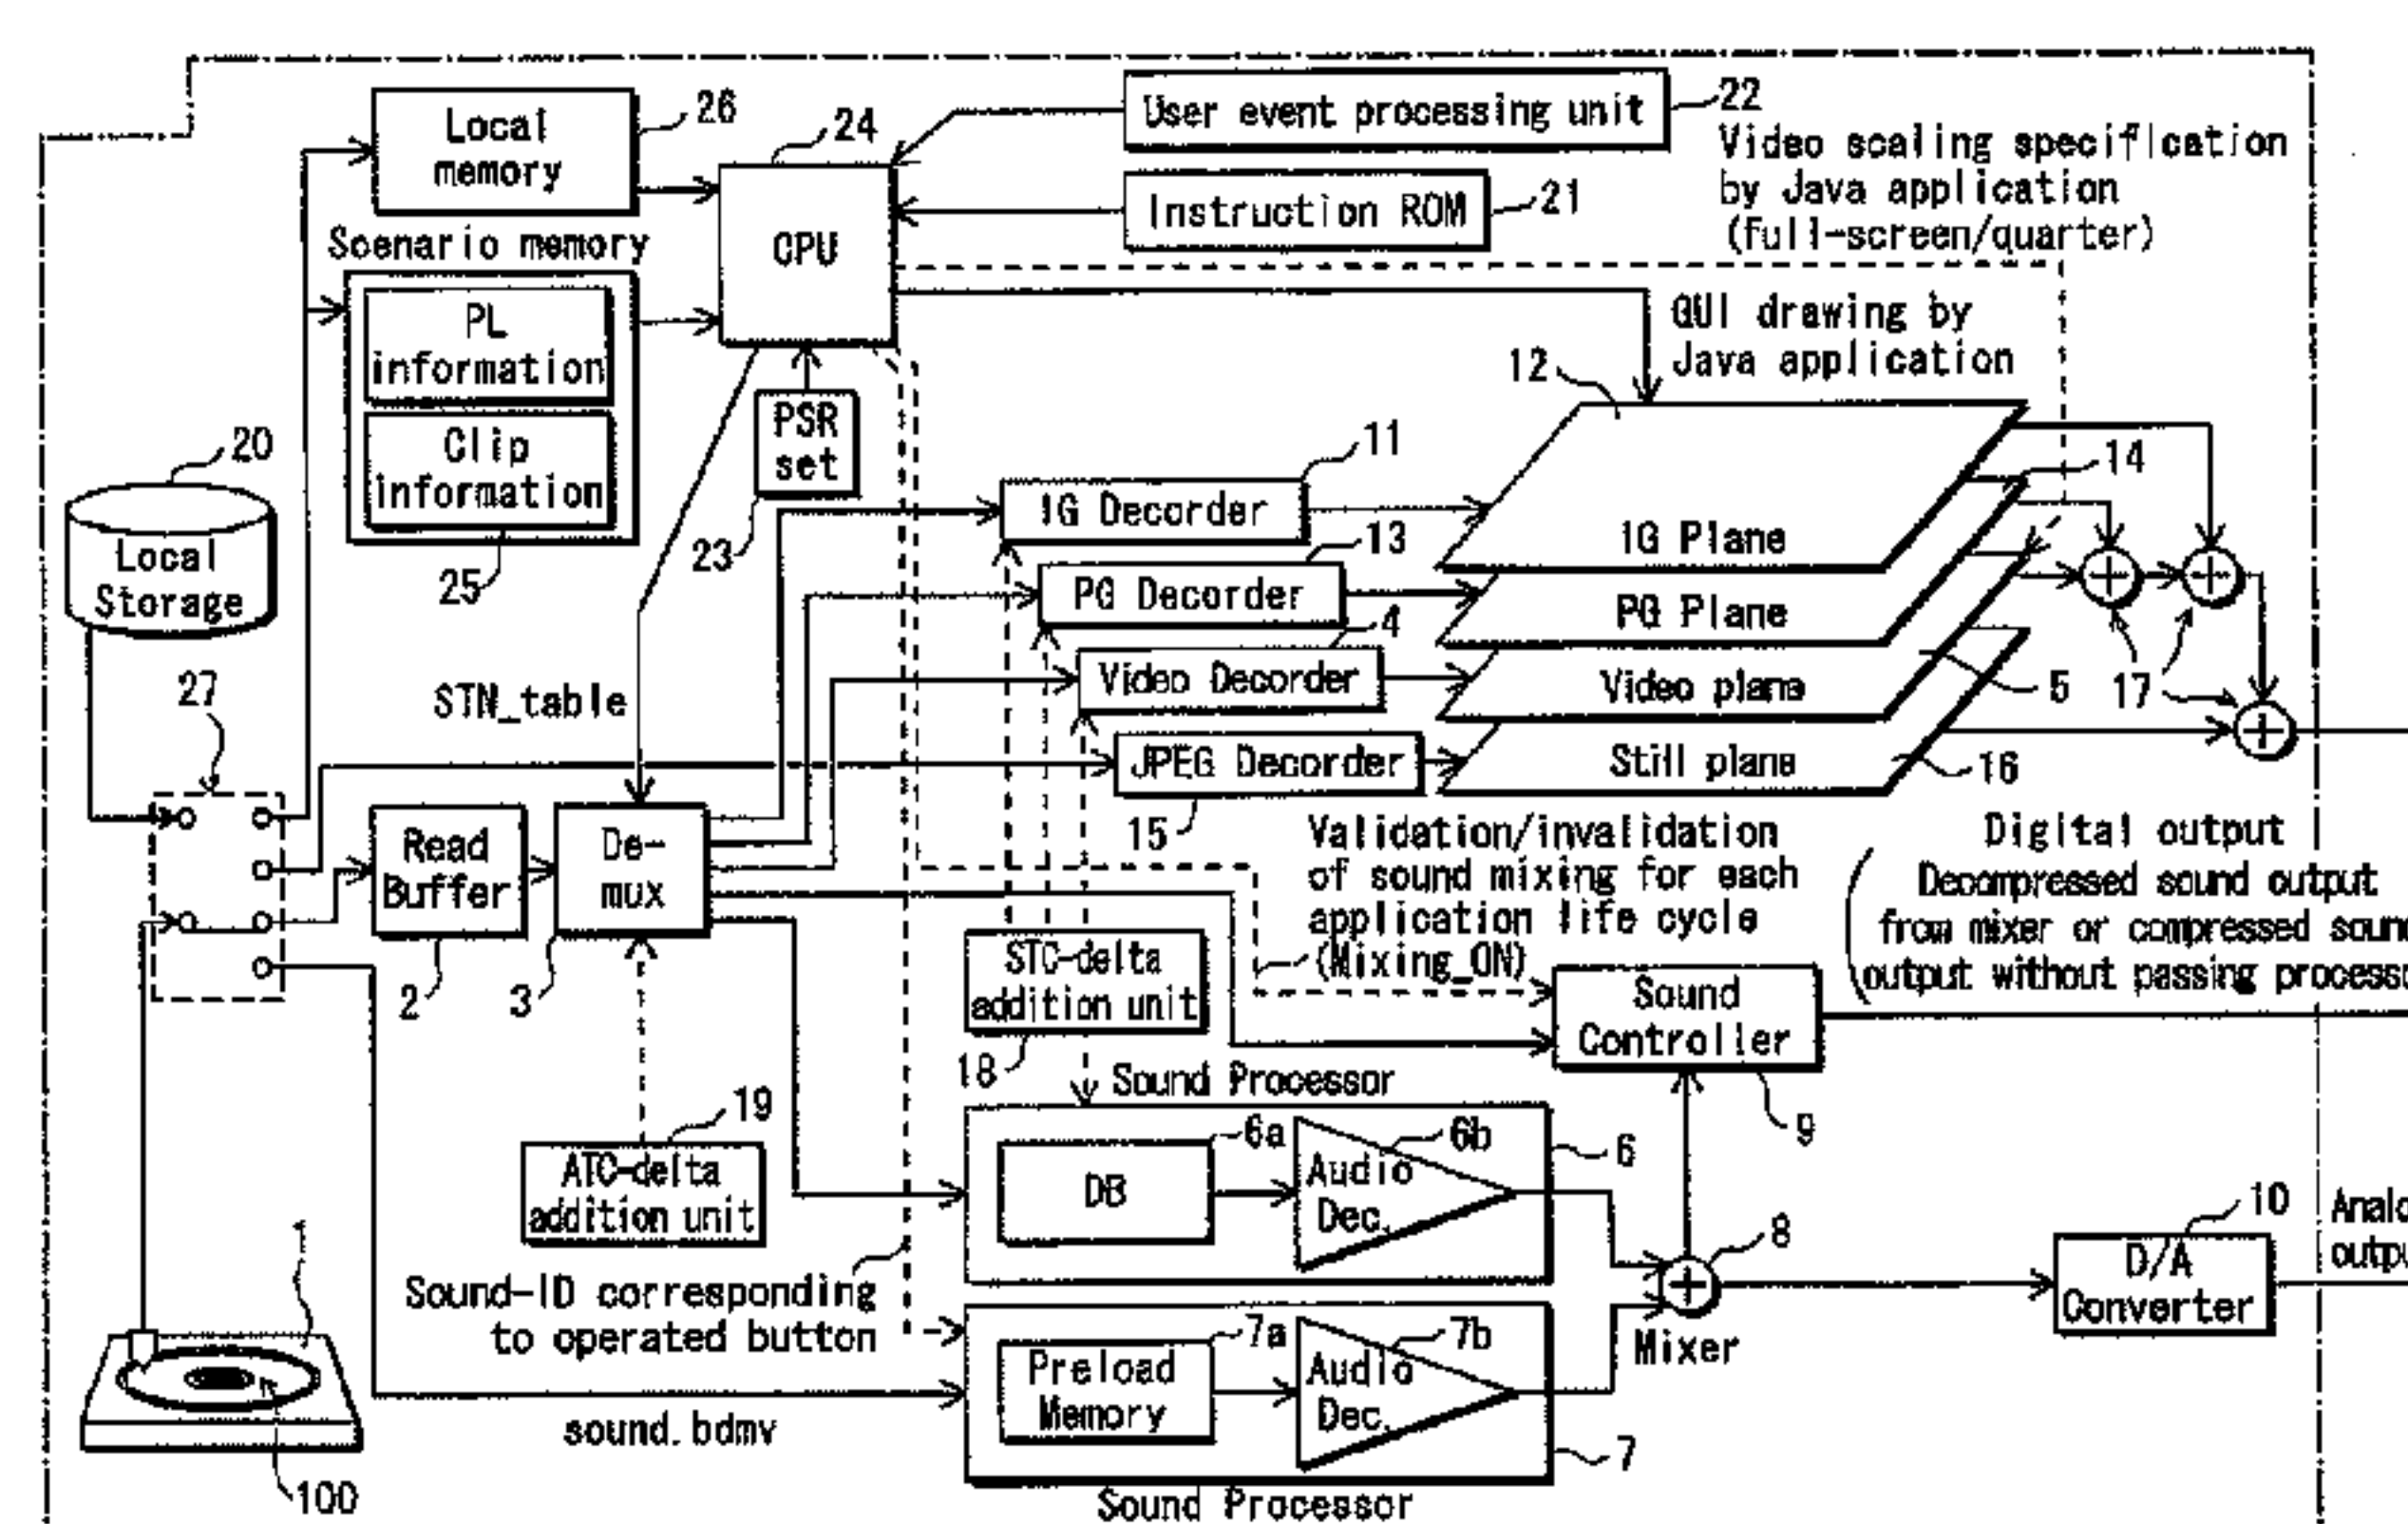 Local
memory
26
24
User event processing unit
22
Video scaling specification
by Java application
(full-screen/quarter)
Instruction ROM
21
CPU
Scenario memory
PL
information
Clip
information
25
PSR
set
23
GUI drawing by
Java application
12
20
Local
Storage
11
IG Decorder
IG Plane
14
13
PG Decorder
PG Plane
4
Video Decorder
Video plane
5
17
JPEG Decorder
15
Still plane
16
27
STN_table
Read
Buffer
2
De-
mux
3
Validation/invalidation
of sound mixing for each
application life cycle
(Mixing_ON)
Digital output
Decompressed sound output
from mixer or compressed sound
output without passing
STC-delta
addition unit
18
Sound
Controller
9
19
ATC-delta
addition unit
Sound Processor
6a
DB
6b
Audio
Dec.
6
8
Mixer
10
D/A
Converter
Sound-ID corresponding
to operated button
7a
Preload
Memory
7b
Audio
Dec.
7
Sound Processor
sound.bdmv
1
100